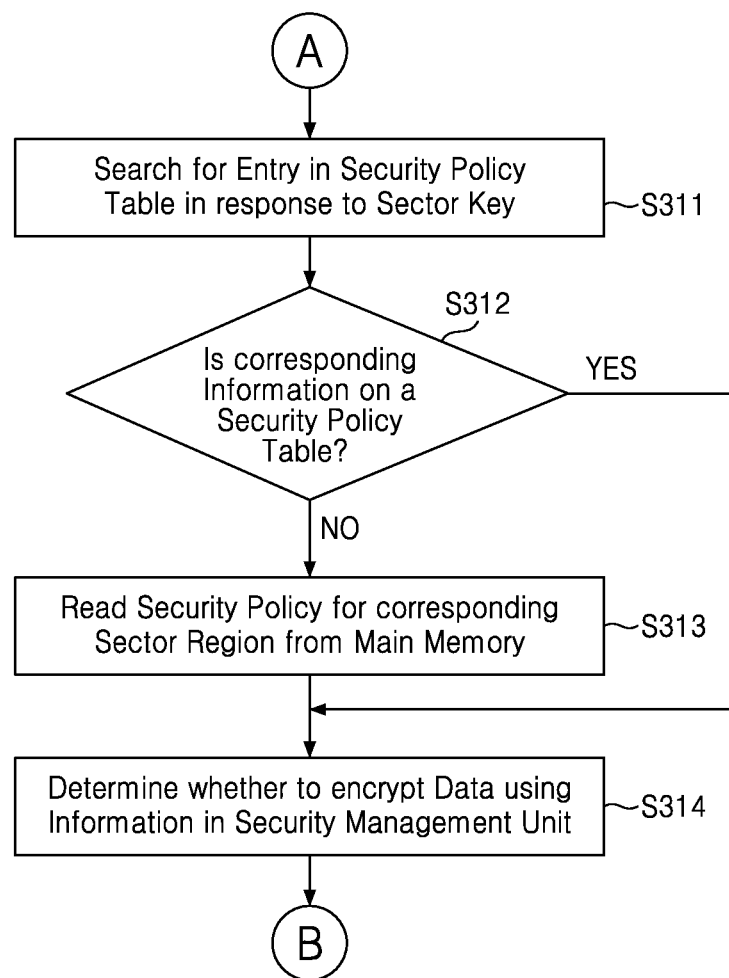 A
Search for Entry in Security Policy
Table in response to Sector Key
S311
S312
Is corresponding
Information on a
Security Policy
Table?
YES
NO
Read Security Policy for corresponding
Sector Region from Main Memory
S313
Determine whether to encrypt Data using
Information in Security Management Unit
S314
B